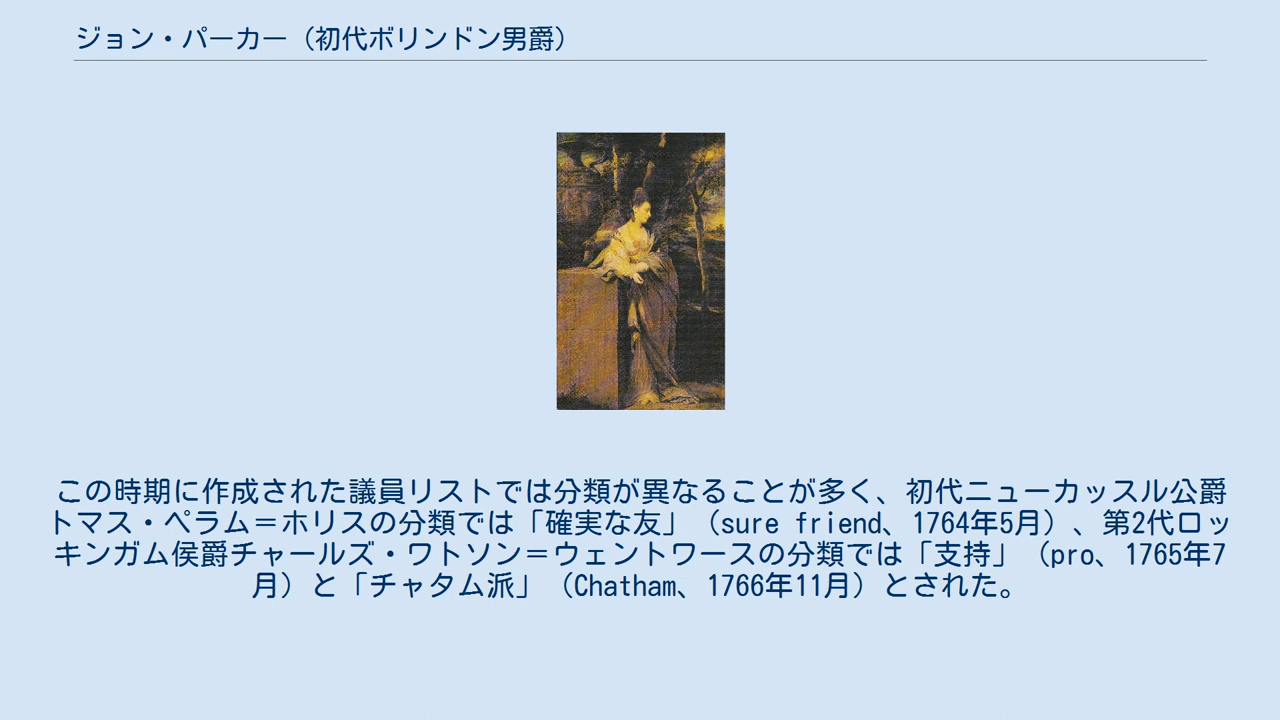 ジョン・パーカー（初代ボリンドン男爵）
この時期に作成された議員リストでは分類が異なることが多く、初代ニューカッスル公爵
トマス・ペラム＝ホリスの分類では「確実な友」（sure friend、1764年5月）、第2代ロッ
キンガム侯爵チャールズ・ワトソン＝ウェントワースの分類では「支持」（pro、1765年7
月）と「チャタム派」（Chatham、1766年11月）とされた。